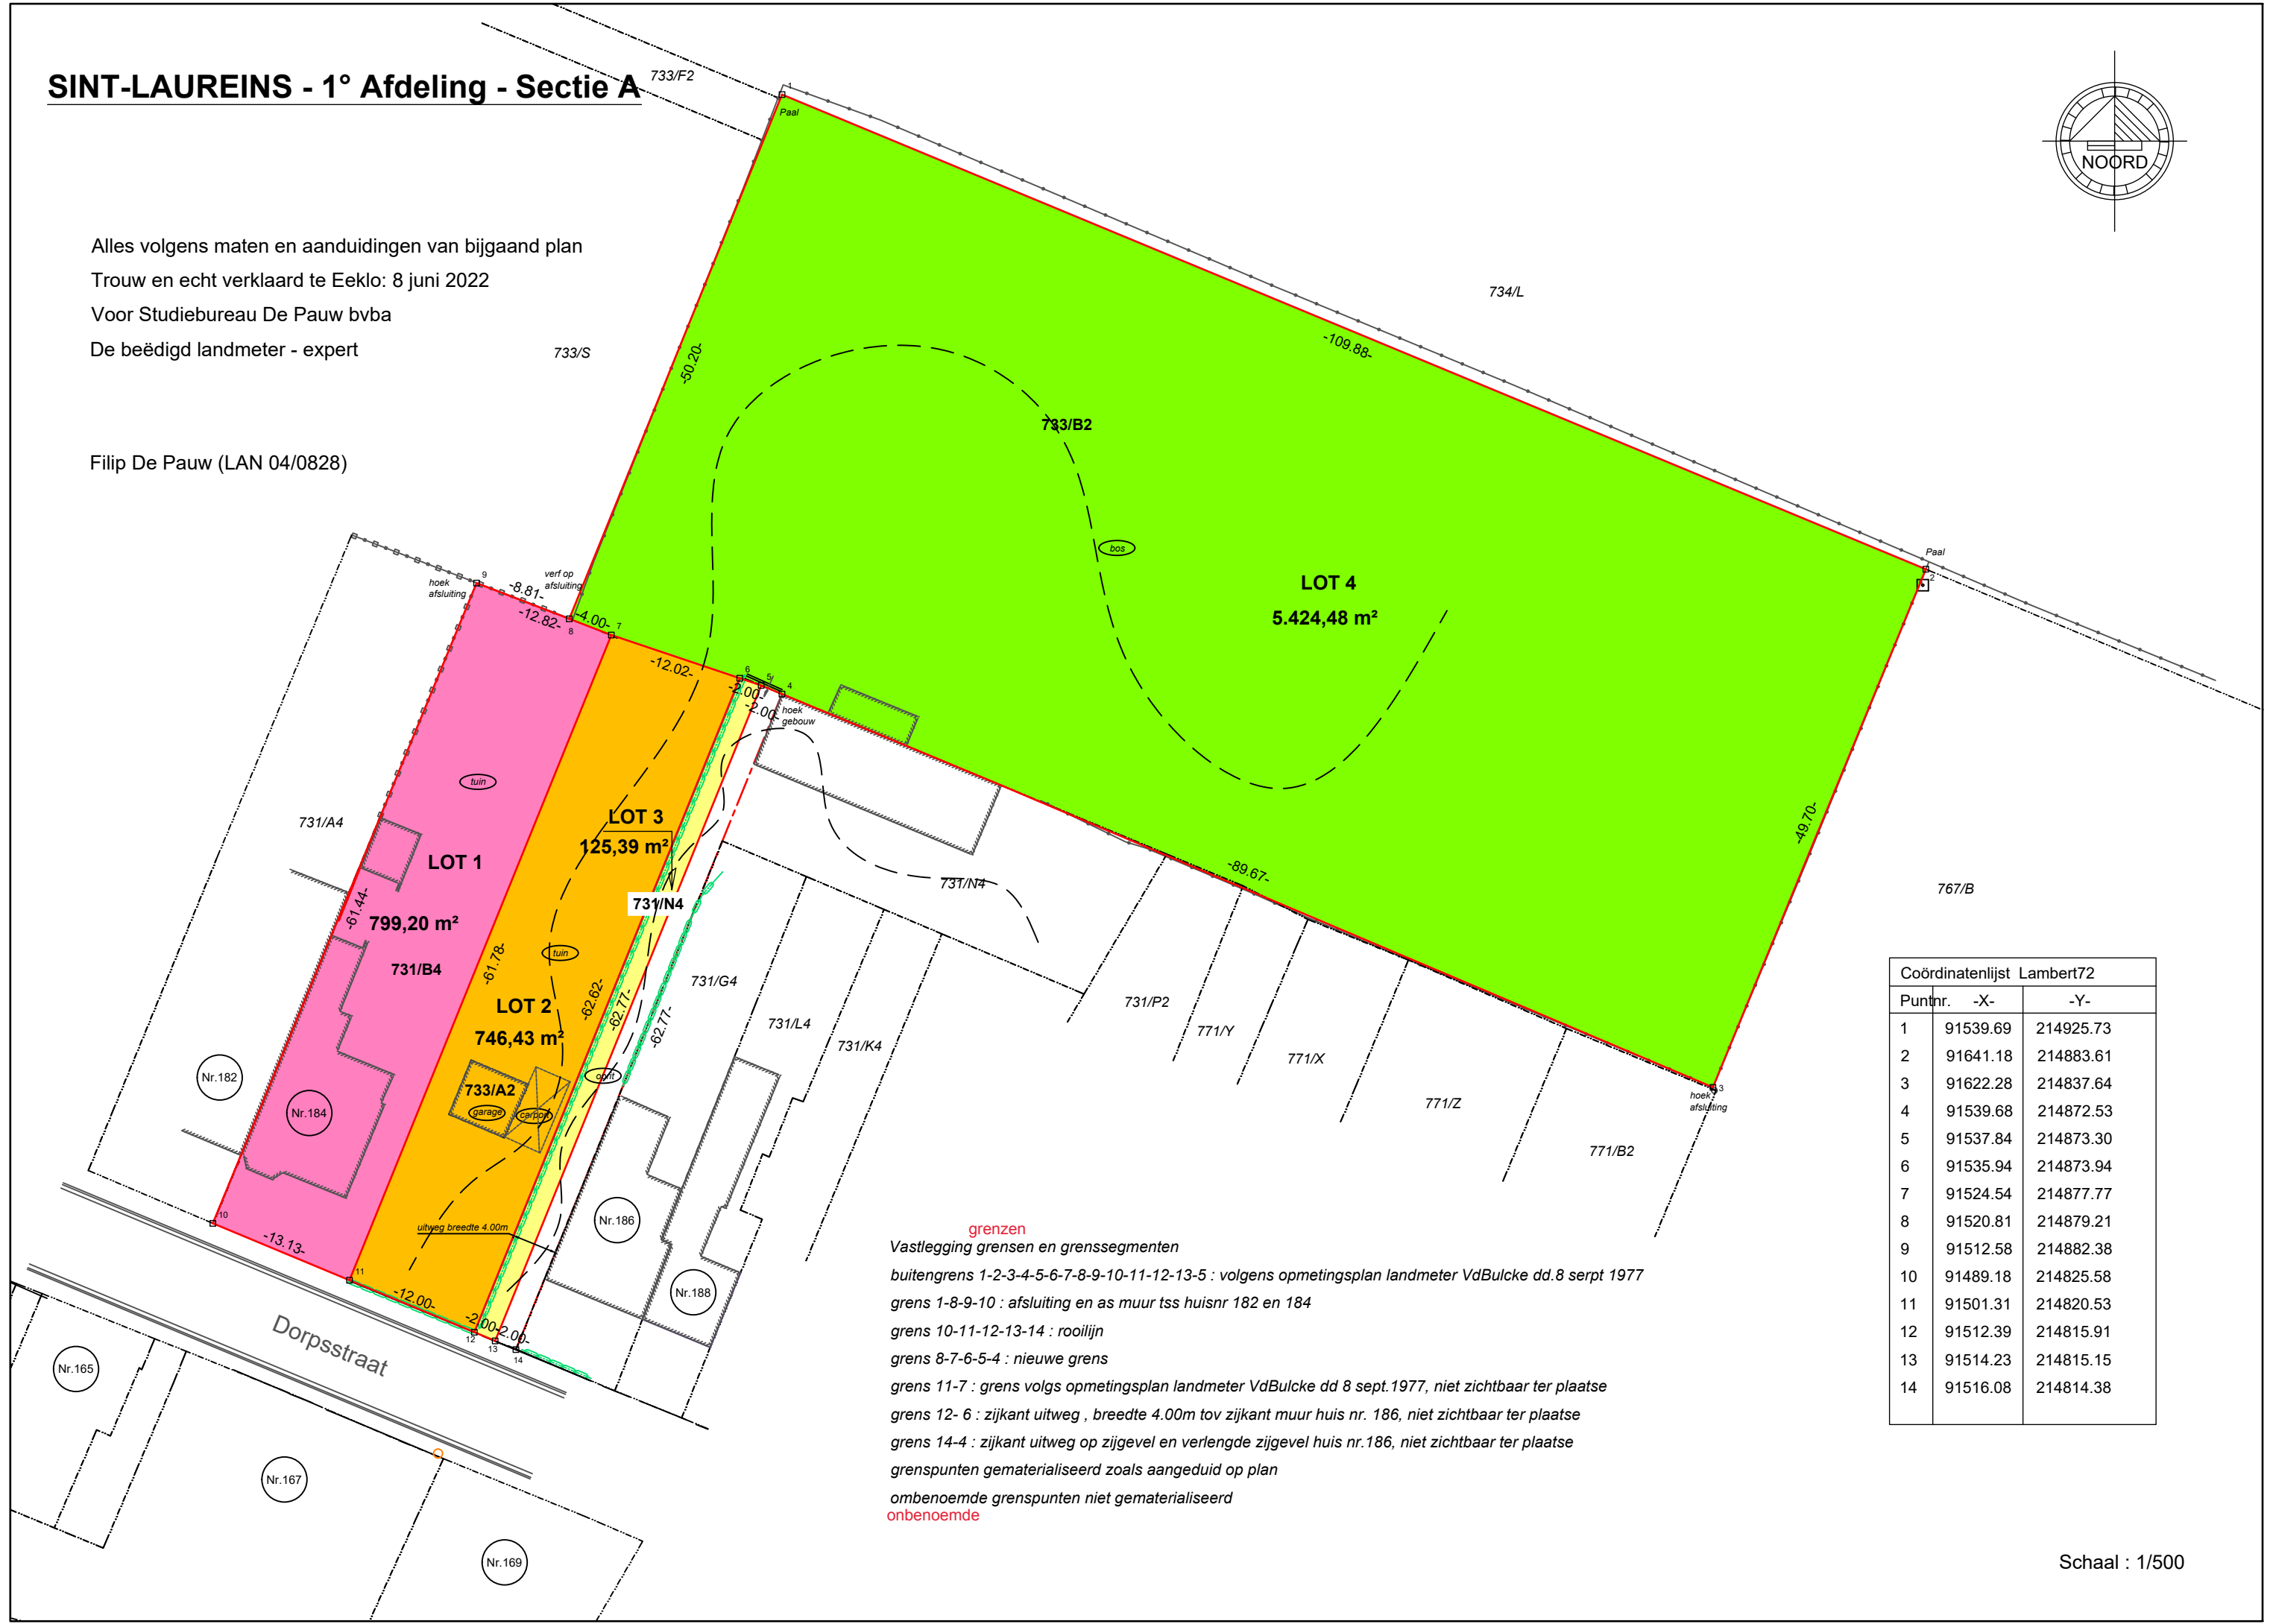 SINT-LAUREINS - 1° Afdeling - Sectie A
NOORD
Alles volgens maten en aanduidingen van bijgaand plan
Trouw en echt verklaard te Eeklo: 8 juni 2022
Voor Studiebureau De Pauw bvba
De beëdigd landmeter - expert
Filip De Pauw (LAN 04/0828)
733/F2
1
Paal
734/L
733/S
-50.20-
-109.88-
733/B2
bos
LOT 4
5.424,48 m²
Paal
2
-49.70-
767/B
9
hoek
afsluiting
-8.81-
verf op
afsluiting
-12.82-
8
-4.00-
7
-12.02-
6
5
4
-2.00-
-2.00-
hoek
gebouw
tuin
731/A4
LOT 1
799,20 m²
731/B4
-61.44-
-61.78-
LOT 3
125,39 m²
731/N4
731/N4
-89.67-
tuin
LOT 2
746,43 m²
-62.62-
-62.77-
-62.77-
731/G4
731/L4
731/K4
731/P2
771/Y
771/X
771/Z
771/B2
3
hoek
afsluiting
733/A2
garage
carport
oprit
Nr.182
Nr.184
Nr.186
Nr.188
uitweg breedte 4.00m
10
-13.13-
11
-12.00-
12
-2.00-
13
-2.00-
14
Dorpsstraat
Nr.165
Nr.167
Nr.169
grenzen
Vastlegging grensen en grenssegmenten
buitengrens 1-2-3-4-5-6-7-8-9-10-11-12-13-5 : volgens opmetingsplan landmeter VdBulcke dd.8 serpt 1977
grens 1-8-9-10 : afsluiting en as muur tss huisnr 182 en 184
grens 10-11-12-13-14 : rooilijn
grens 8-7-6-5-4 : nieuwe grens
grens 11-7 : grens volgs opmetingsplan landmeter VdBulcke dd 8 sept.1977, niet zichtbaar ter plaatse
grens 12- 6 : zijkant uitweg , breedte 4.00m tov zijkant muur huis nr. 186, niet zichtbaar ter plaatse
grens 14-4 : zijkant uitweg op zijgevel en verlengde zijgevel huis nr.186, niet zichtbaar ter plaatse
grenspunten gematerialiseerd zoals aangeduid op plan
ombenoemde grenspunten niet gematerialiseerd
onbenoemde
Coördinatenlijst Lambert72
Puntnr. -X- -Y-
1 91539.69 214925.73
2 91641.18 214883.61
3 91622.28 214837.64
4 91539.68 214872.53
5 91537.84 214873.30
6 91535.94 214873.94
7 91524.54 214877.77
8 91520.81 214879.21
9 91512.58 214882.38
10 91489.18 214825.58
11 91501.31 214820.53
12 91512.39 214815.91
13 91514.23 214815.15
14 91516.08 214814.38
Schaal : 1/500